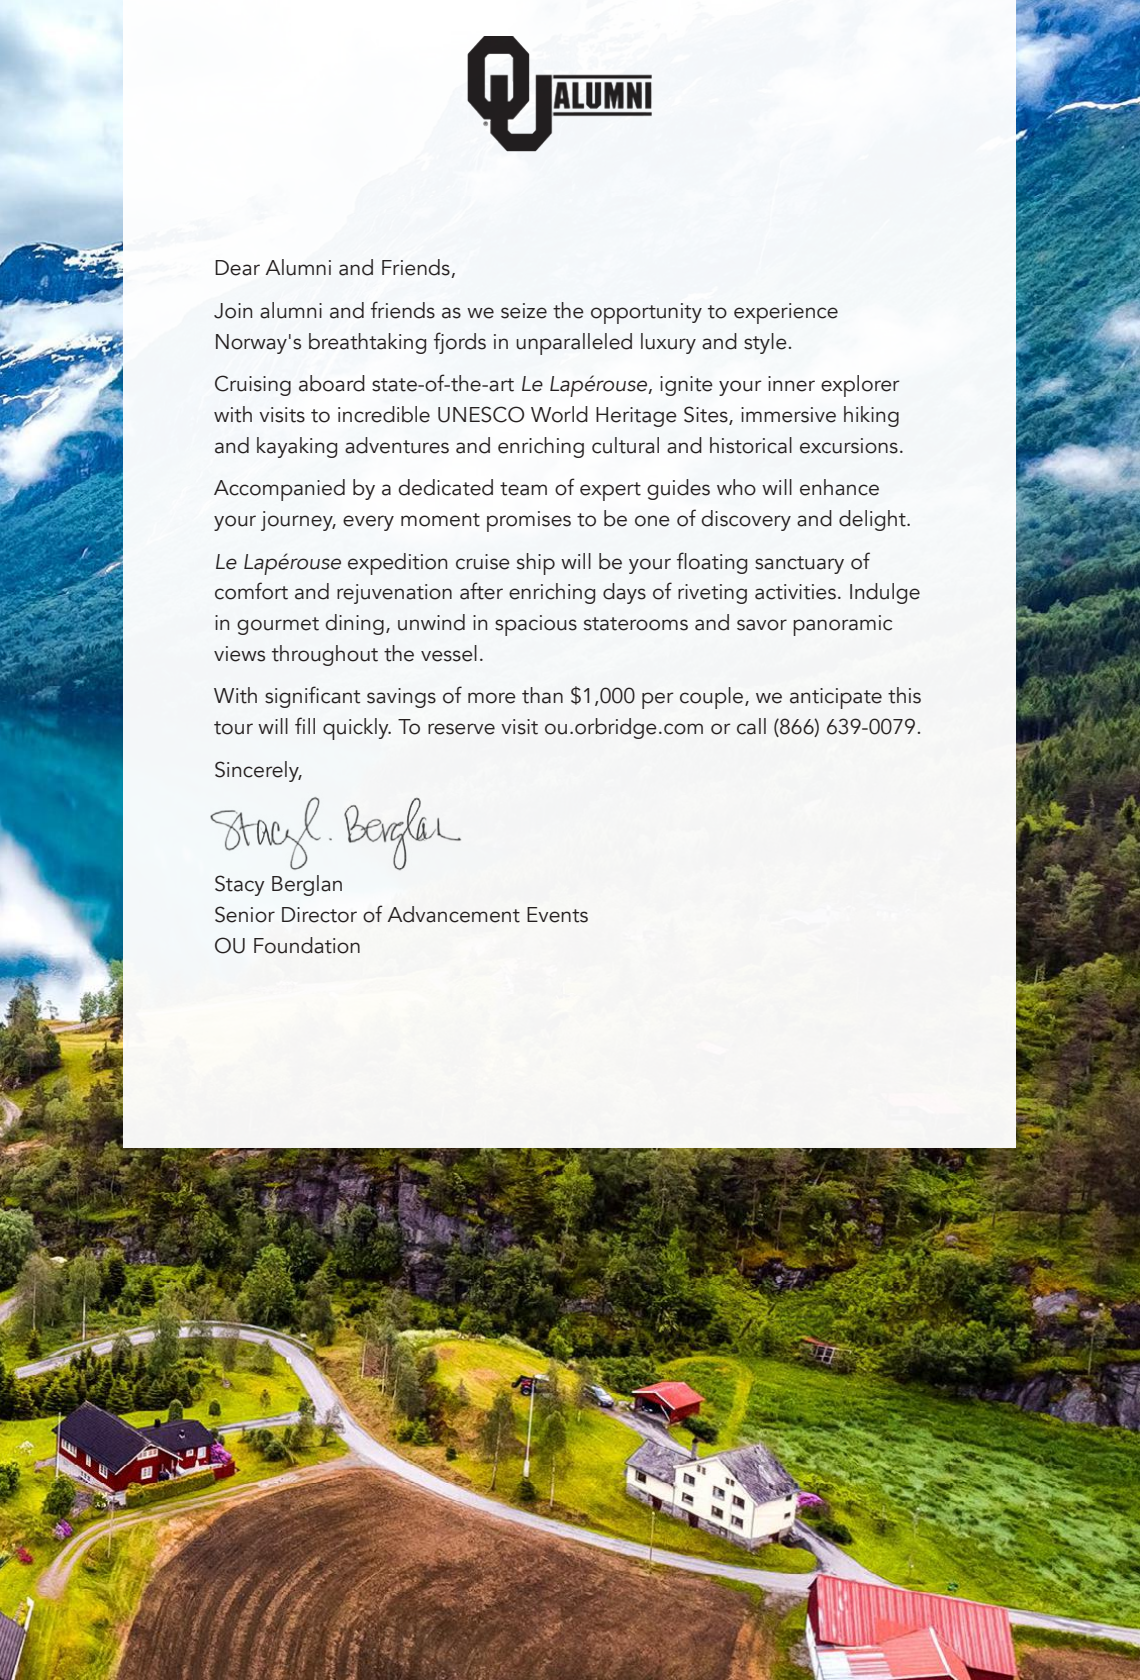 OU ALUMNI
Dear Alumni and Friends,
Join alumni and friends as we seize the opportunity to experience
Norway's breathtaking fjords in unparalleled luxury and style.
Cruising aboard state-of-the-art Le Lapérouse, ignite your inner explorer
with visits to incredible UNESCO World Heritage Sites, immersive hiking
and kayaking adventures and enriching cultural and historical excursions.
Accompanied by a dedicated team of expert guides who will enhance
your journey, every moment promises to be one of discovery and delight.
Le Lapérouse expedition cruise ship will be your floating sanctuary of
comfort and rejuvenation after enriching days of riveting activities. Indulge
in gourmet dining, unwind in spacious staterooms and savor panoramic
views throughout the vessel.
With significant savings of more than $1,000 per couple, we anticipate this
tour will fill quickly. To reserve visit ou.orbridge.com or call (866) 639-0079.
Sincerely,
Stacy L. Berglan
Stacy Berglan
Senior Director of Advancement Events
OU Foundation